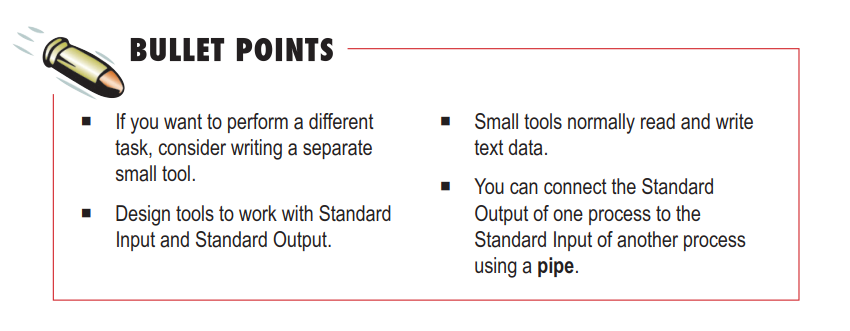 BULLET POINTS
If you want to perform a different
task, consider writing a separate
small tool.
Design tools to work with Standard
Input and Standard Output.
Small tools normally read and write
text data.
You can connect the Standard
Output of one process to the
Standard Input of another process
using a pipe.